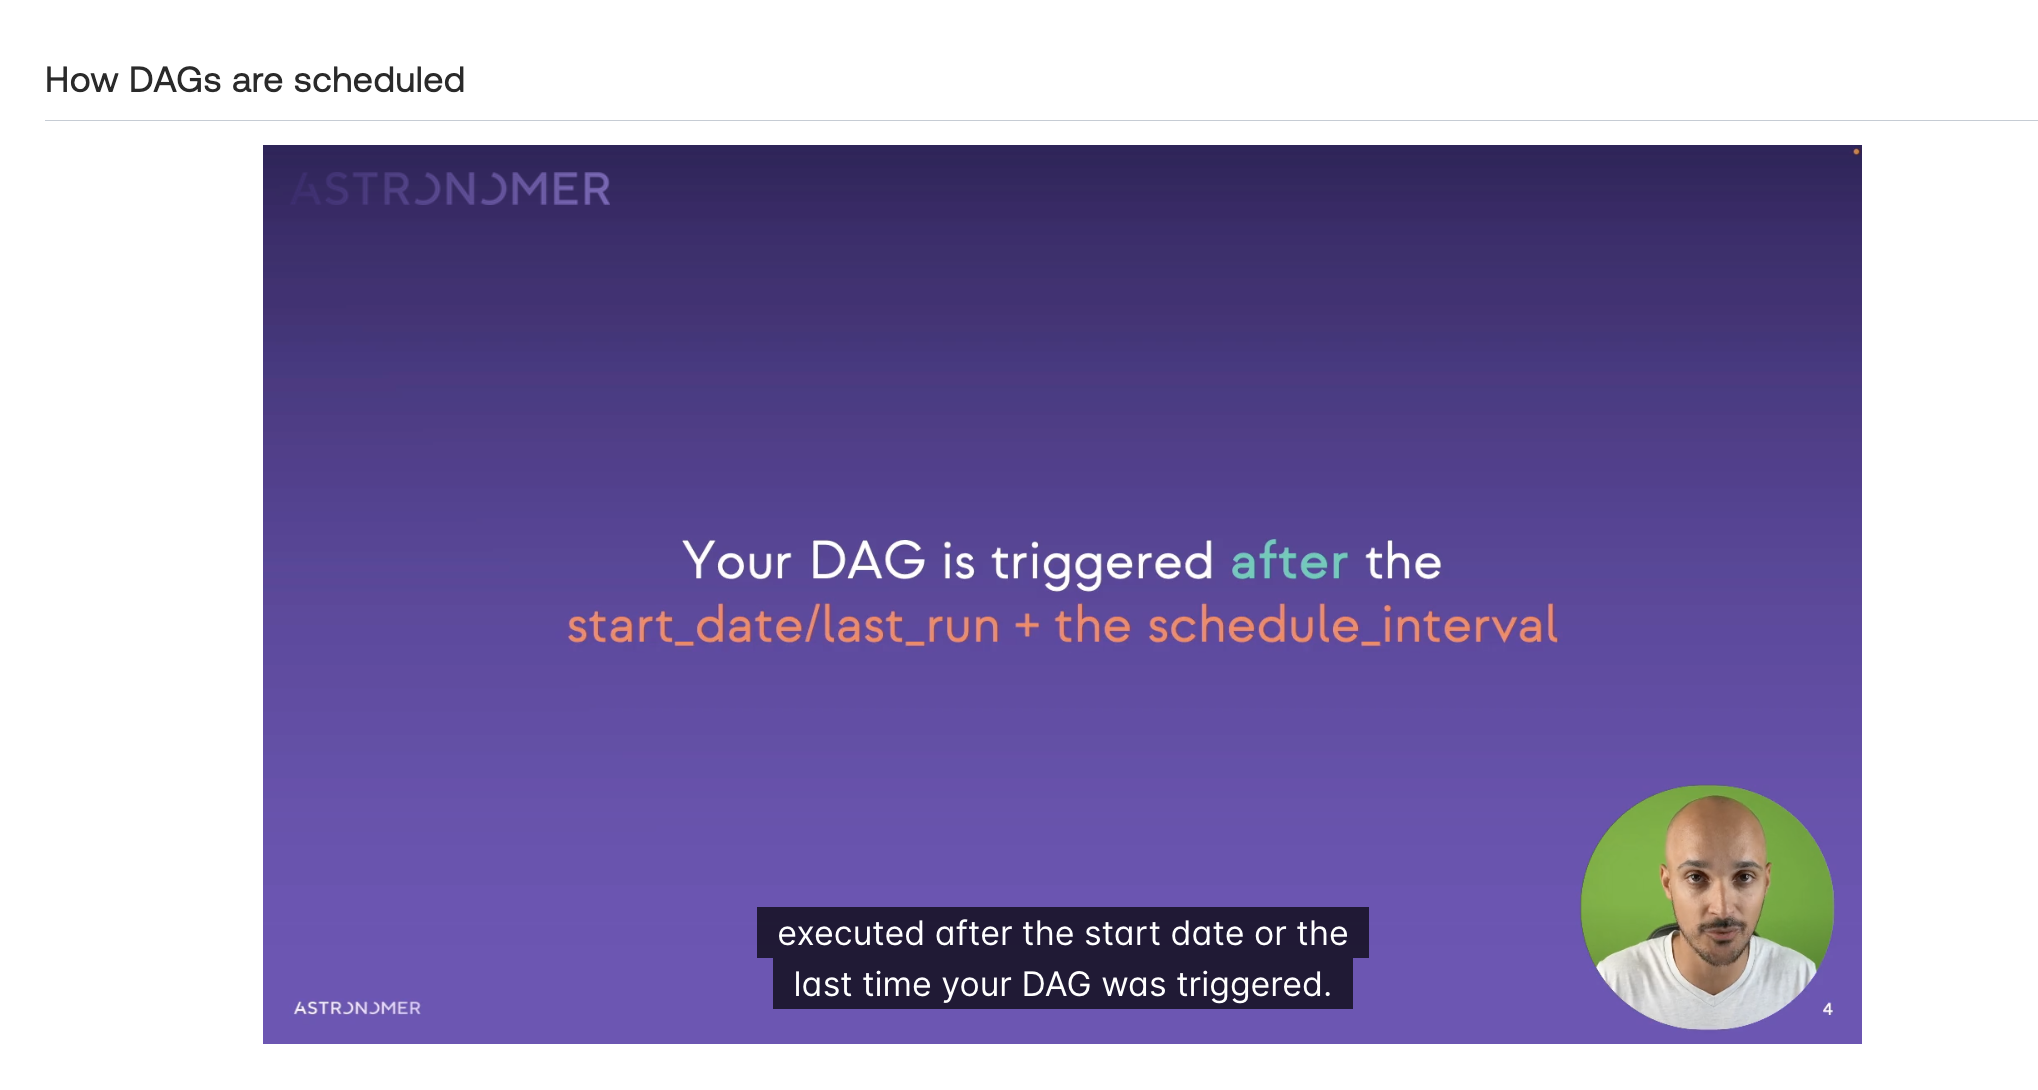 How DAGs are scheduled
ASTRONOMER
Your DAG is triggered after the
start_date/last_run + the schedule_interval
executed after the start date or the
last time your DAG was triggered.
ASTRONOMER
4